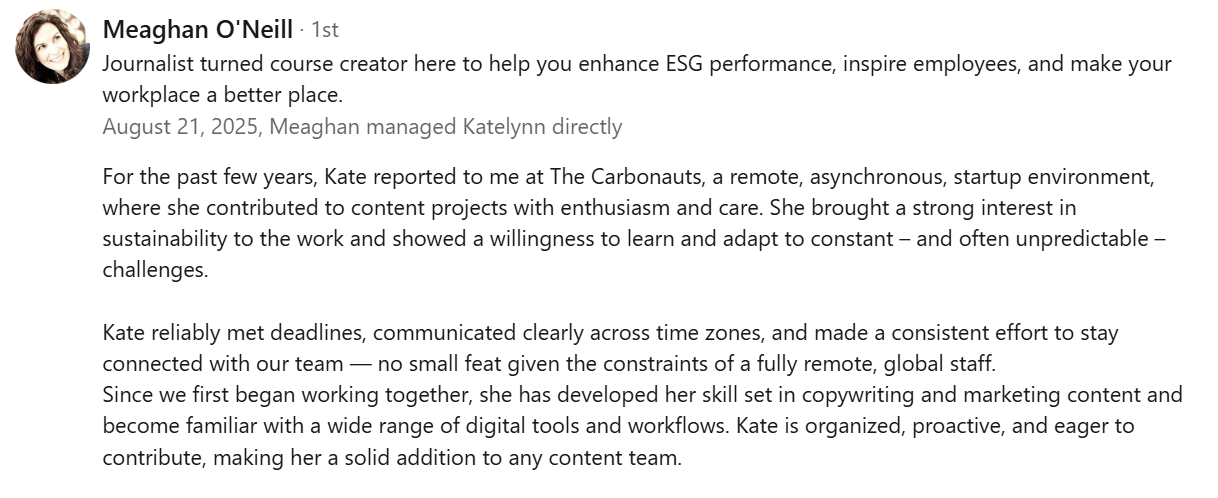 Meaghan O'Neill · 1st
Journalist turned course creator here to help you enhance ESG performance, inspire employees, and make your
workplace a better place.
August 21, 2025, Meaghan managed Katelynn directly
For the past few years, Kate reported to me at The Carbonauts, a remote, asynchronous, startup environment,
where she contributed to content projects with enthusiasm and care. She brought a strong interest in
sustainability to the work and showed a willingness to learn and adapt to constant – and often unpredictable –
challenges.
Kate reliably met deadlines, communicated clearly across time zones, and made a consistent effort to stay
connected with our team — no small feat given the constraints of a fully remote, global staff.
Since we first began working together, she has developed her skill set in copywriting and marketing content and
become familiar with a wide range of digital tools and workflows. Kate is organized, proactive, and eager to
contribute, making her a solid addition to any content team.